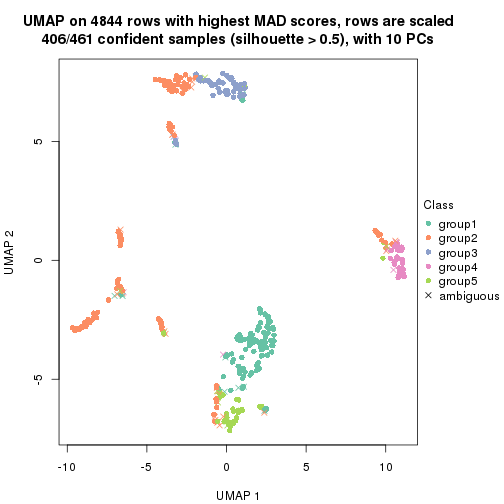 UMAP on 4844 rows with highest MAD scores, rows are scaled
406/461 confident samples (silhouette > 0.5), with 10 PCs
5
0
-5
UMAP 2
-10
-5
0
5
10
UMAP 1
Class
group1
group2
group3
group4
group5
ambiguous